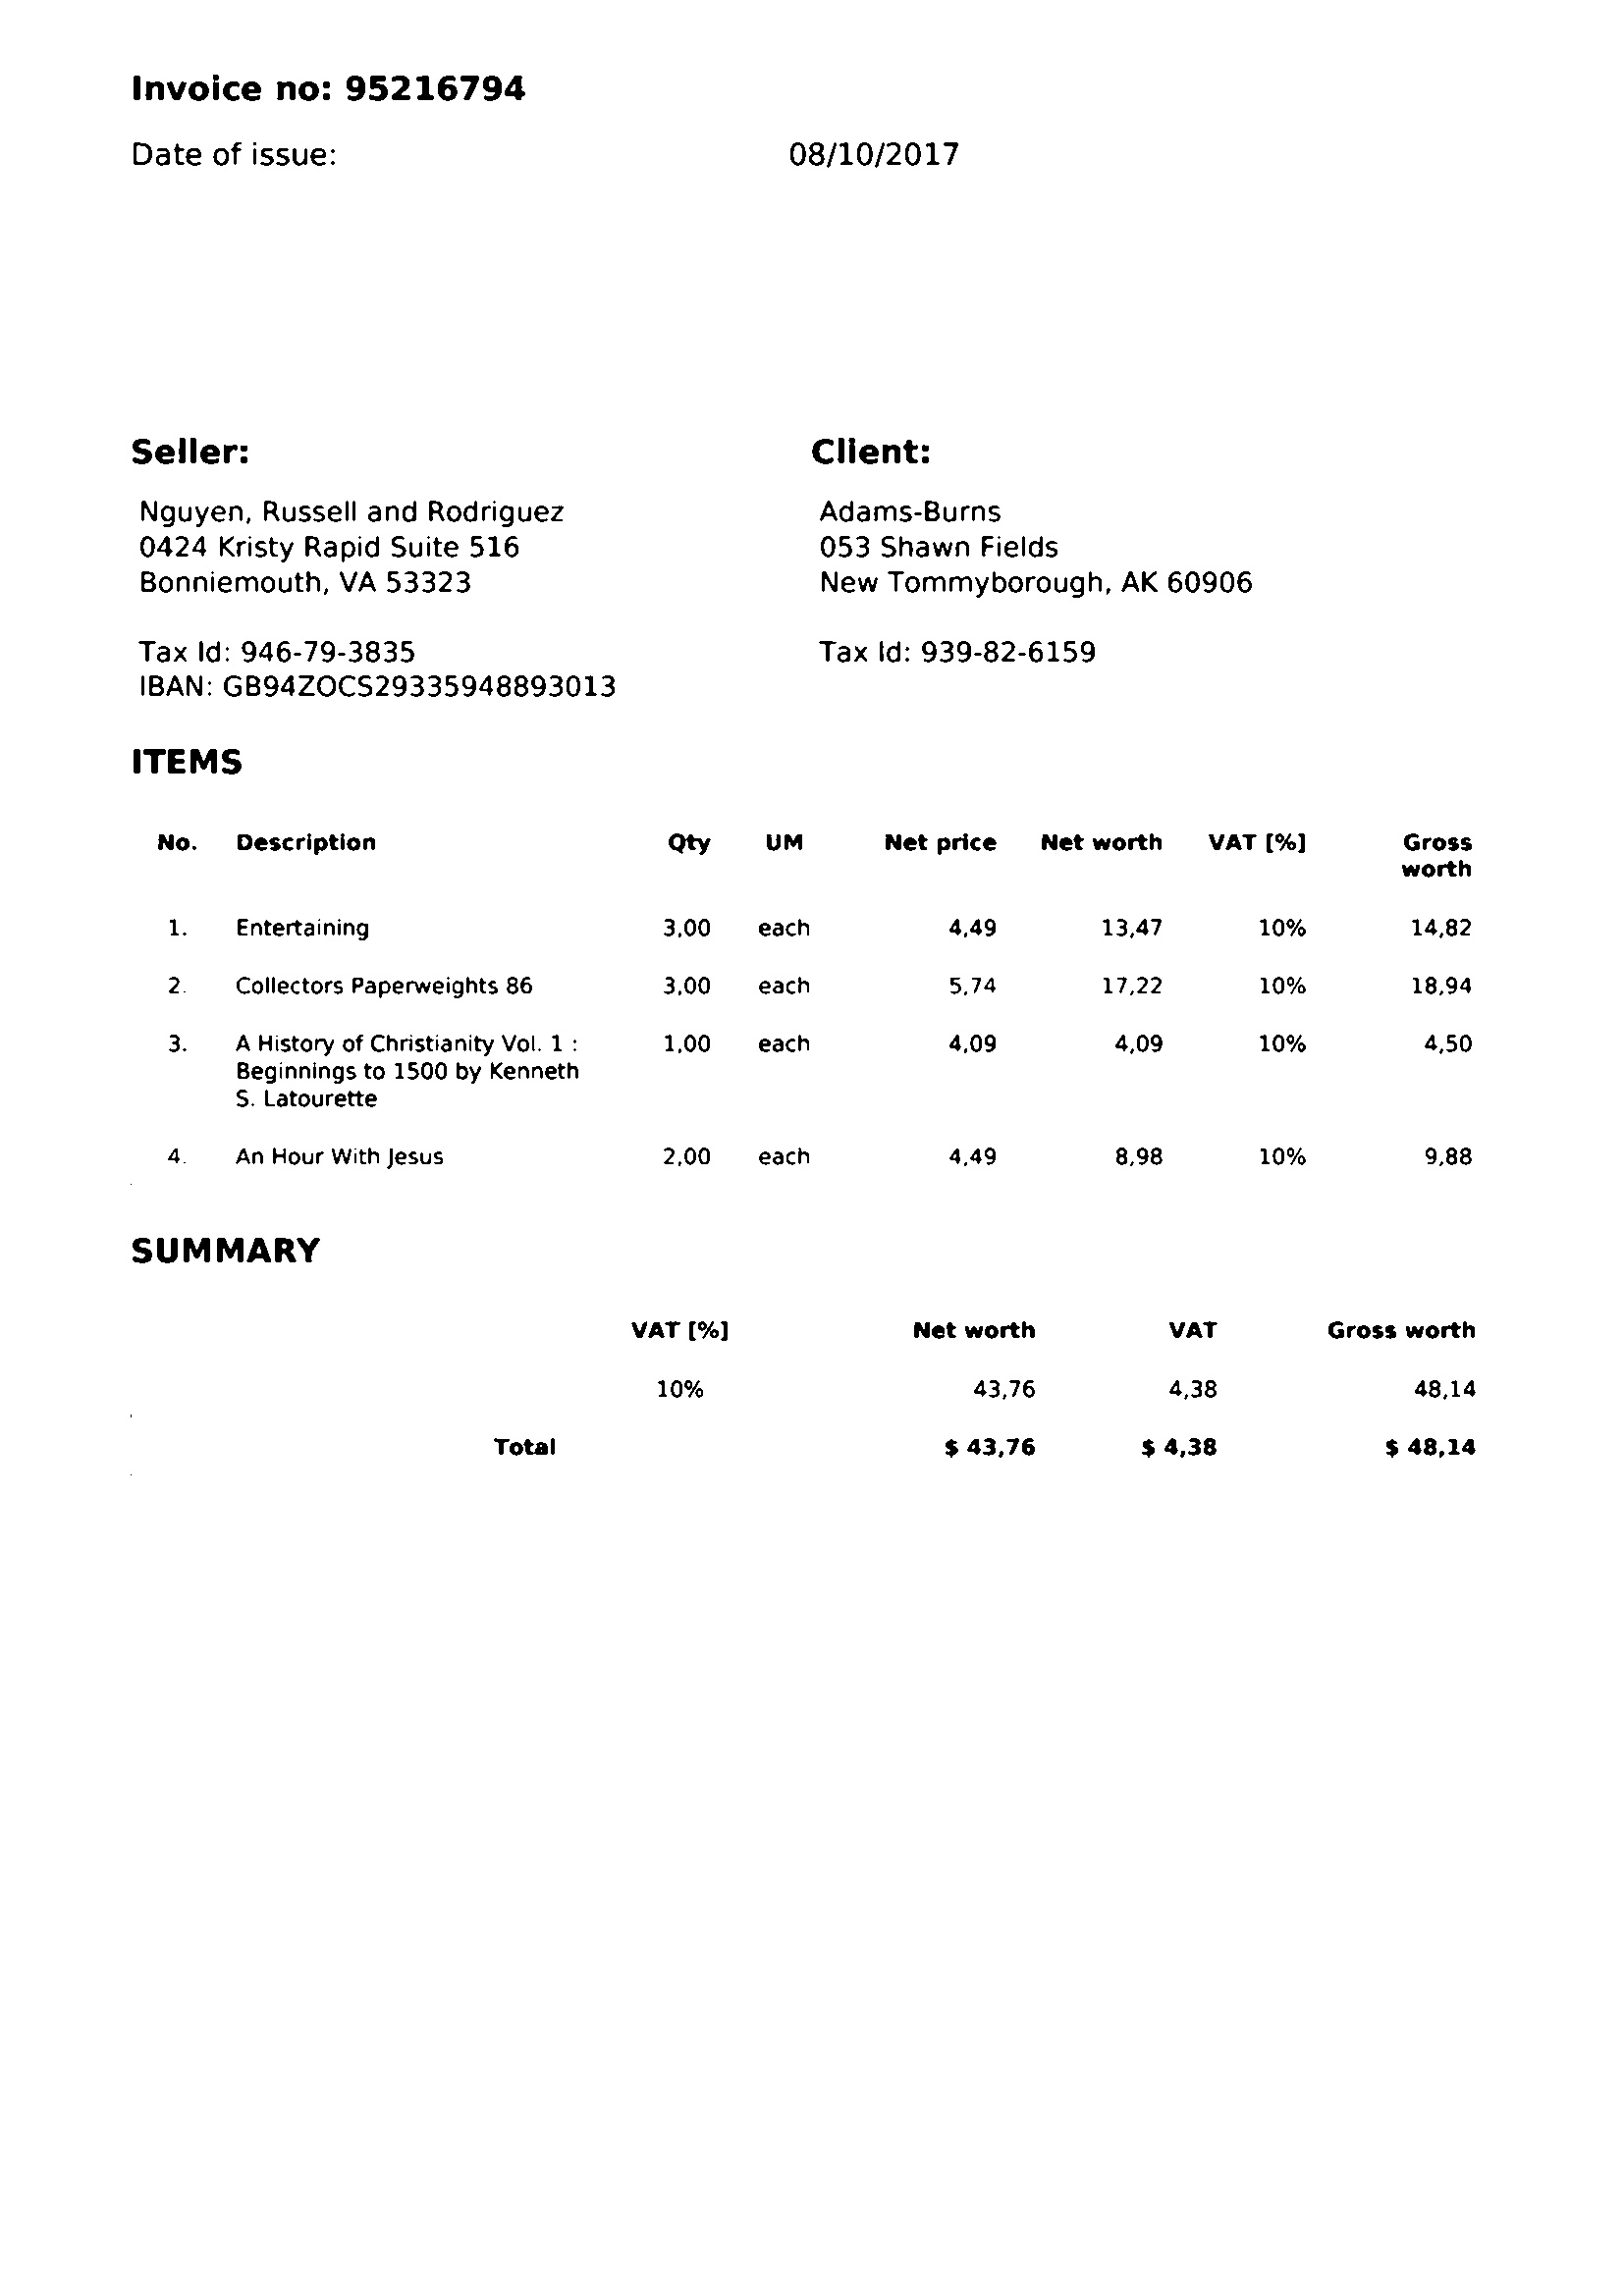 Invoice no: 95216794
Date of issue: 08/10/2017
Seller:
Nguyen, Russell and Rodriguez
0424 Kristy Rapid Suite 516
Bonniemouth, VA 53323
Tax Id: 946-79-3835
IBAN: GB94ZOCS29335948893013
Client:
Adams-Burns
053 Shawn Fields
New Tommyborough, AK 60906
Tax Id: 939-82-6159
ITEMS
No. Description Qty UM Net price Net worth VAT [%] Gross worth
1. Entertaining 3,00 each 4,49 13,47 10% 14,82
2. Collectors Paperweights 86 3,00 each 5,74 17,22 10% 18,94
3. A History of Christianity Vol. 1 : 1,00 each 4,09 4,09 10% 4,50
Beginnings to 1500 by Kenneth
S. Latourette
4. An Hour With Jesus 2,00 each 4,49 8,98 10% 9,88
SUMMARY
VAT [%] Net worth VAT Gross worth
10% 43,76 4,38 48,14
Total $ 43,76 $ 4,38 $ 48,14